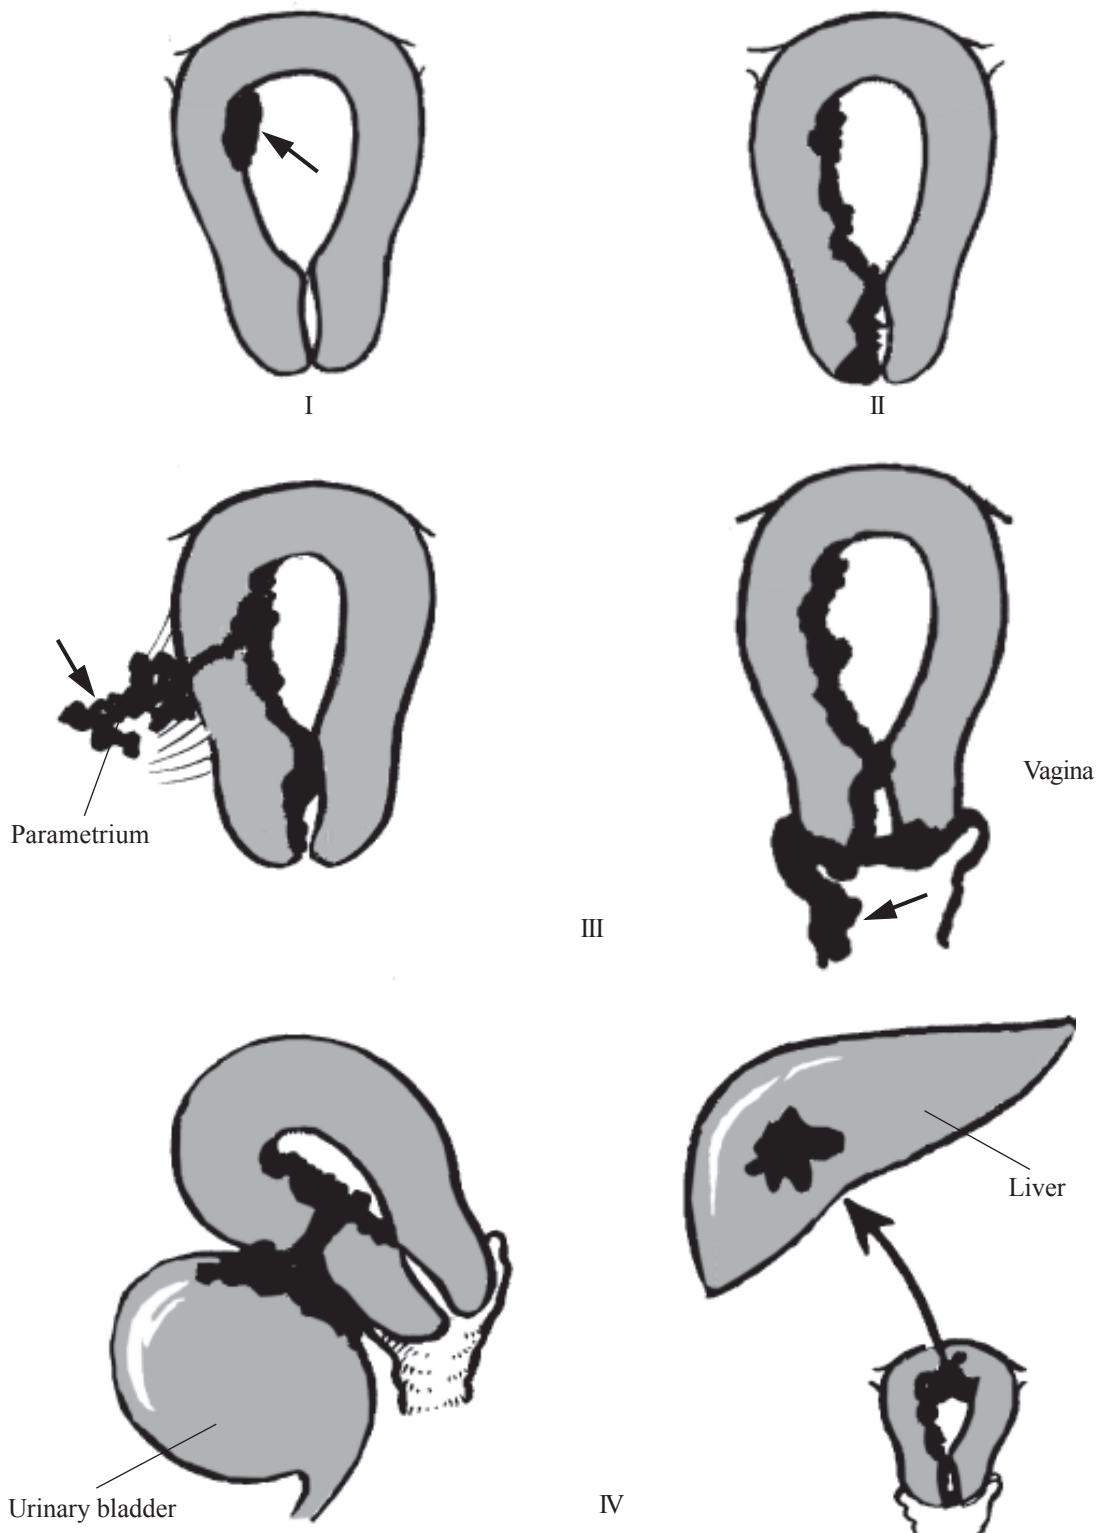 I
II
Parametrium
Vagina
III
Liver
Urinary bladder
IV